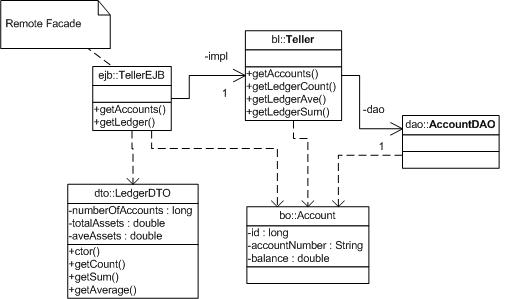 Remote Facade
ejb::TellerEJB
+getAccounts()
+getLedger()
-impl
1
bl::Teller
+getAccounts()
+getLedgerCount()
+getLedgerAve()
+getLedgerSum()
-dao
1
dao::AccountDAO
dto::LedgerDTO
-numberOfAccounts : long
-totalAssets : double
-aveAssets : double
+ctor()
+getCount()
+getSum()
+getAverage()
bo::Account
-id : long
-accountNumber : String
-balance : double